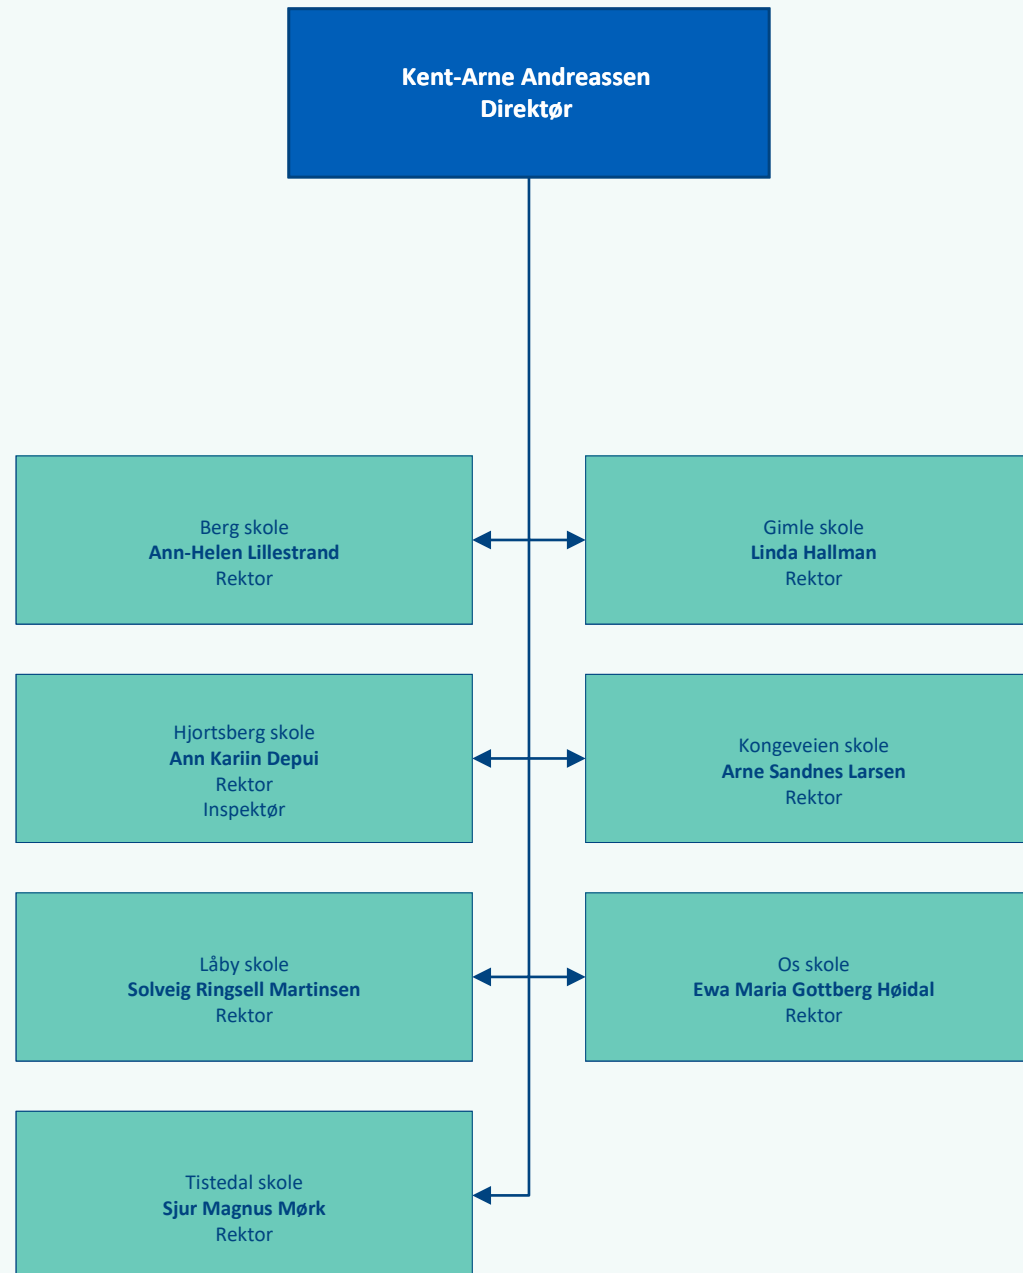 Kent-Arne Andreassen
Direktør
Berg skole
Ann-Helen Lillestrand
Rektor
Gimle skole
Linda Hallman
Rektor
Hjortsberg skole
Ann Kariin Depui
Rektor
Inspektør
Kongeveien skole
Arne Sandnes Larsen
Rektor
Låby skole
Solveig Ringsell Martinsen
Rektor
Os skole
Ewa Maria Gottberg Høidal
Rektor
Tistedal skole
Sjur Magnus Mørk
Rektor